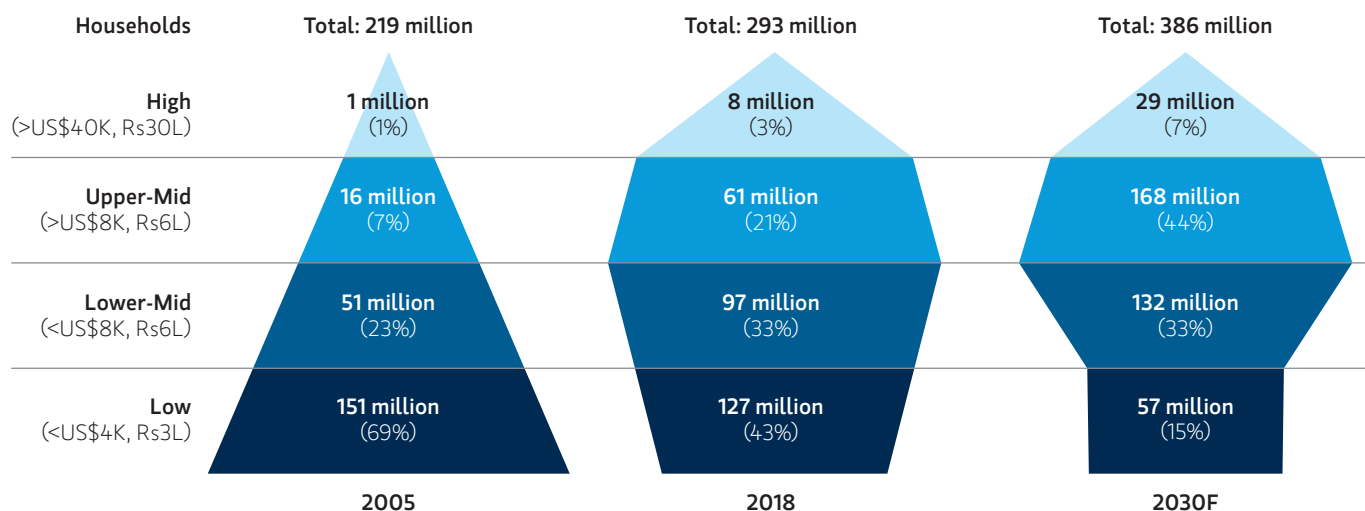 Households Total: 219 million Total: 293 million Total: 386 million
High 1 million 8 million 29 million
(>US$40K, Rs30L) (1%) (3%) (7%)
Upper-Mid 16 million 61 million 168 million
(>US$8K, Rs6L) (7%) (21%) (44%)
Lower-Mid 51 million 97 million 132 million
(<US$8K, Rs6L) (23%) (33%) (33%)
Low 151 million 127 million 57 million
(<US$4K, Rs3L) (69%) (43%) (15%)
2005 2018 2030F